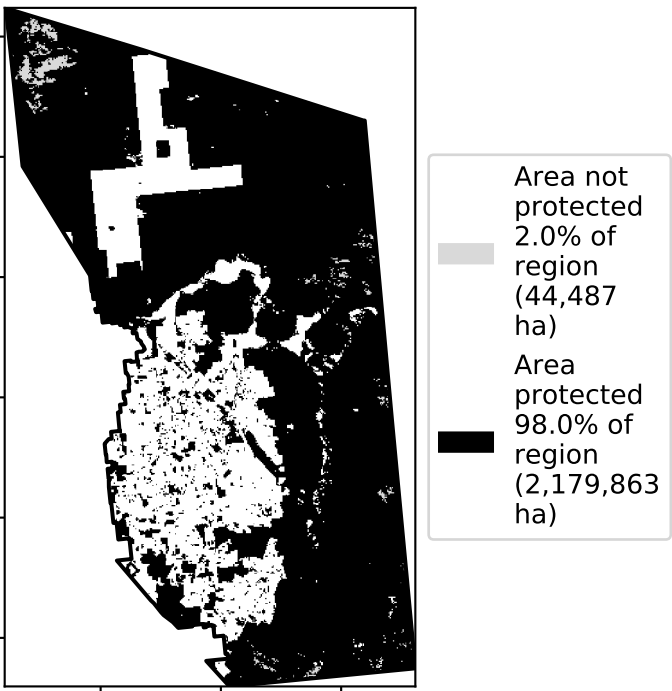 Area not
protected
2.0% of
region
(44,487
ha)
Area
protected
98.0% of
region
(2,179,863
ha)